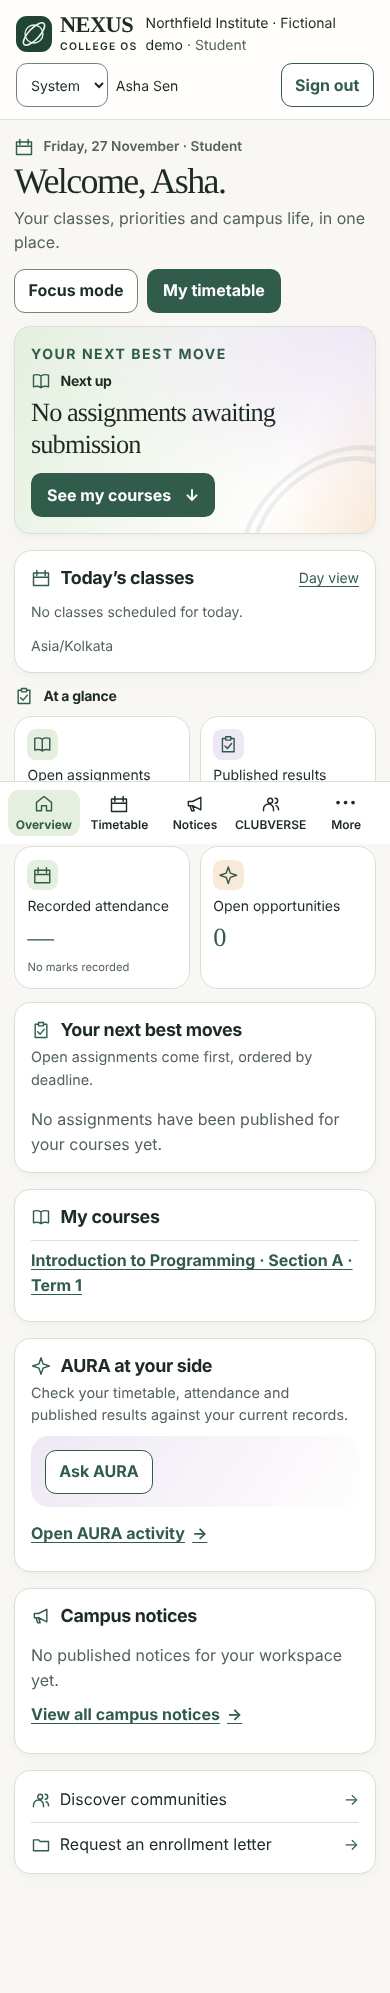 NEXUS
COLLEGE OS
Northfield Institute · Fictional
demo · Student
System
Asha Sen
Sign out
Friday, 27 November · Student
Welcome, Asha.
Your classes, priorities and campus life, in one
place.
Focus mode
My timetable
YOUR NEXT BEST MOVE
Next up
No assignments awaiting
submission
See my courses ↓
Today’s classes
Day view
No classes scheduled for today.
Asia/Kolkata
At a glance
Open assignments
Published results
Overview
Timetable
Notices
CLUBVERSE
More
Recorded attendance
—
No marks recorded
Open opportunities
0
Your next best moves
Open assignments come first, ordered by
deadline.
No assignments have been published for
your courses yet.
My courses
Introduction to Programming · Section A ·
Term 1
AURA at your side
Check your timetable, attendance and
published results against your current records.
Ask AURA
Open AURA activity →
Campus notices
No published notices for your workspace
yet.
View all campus notices →
Discover communities →
Request an enrollment letter →